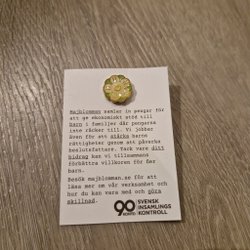 Majblomman samlar in pengar för
att ge ekonomiskt stöd till
barn i familjer där pengarna
inte räcker till. Vi jobbar
även för att stärka barns
rättigheter genom att påverka
beslutsfattare. Tack vare ditt
bidrag kan vi tillsammans
förbättra villkoren för fler
barn.
Besök majblomman.se för att
läsa mer om vår verksamhet och
hur du kan vara med och göra
skillnad.
90
KONTO
SVENSK
INSAMLINGS
KONTROLL